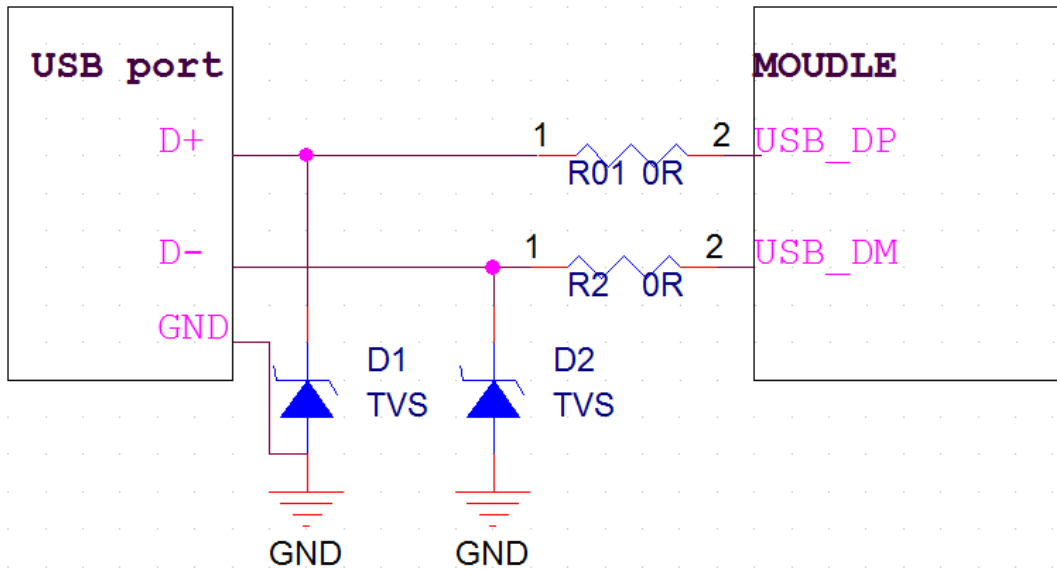 USB port
MOUDLE
D+
1
2
USB_DP
R01 0R
D-
1
2
USB_DM
R2 0R
GND
D1
TVS
D2
TVS
GND
GND